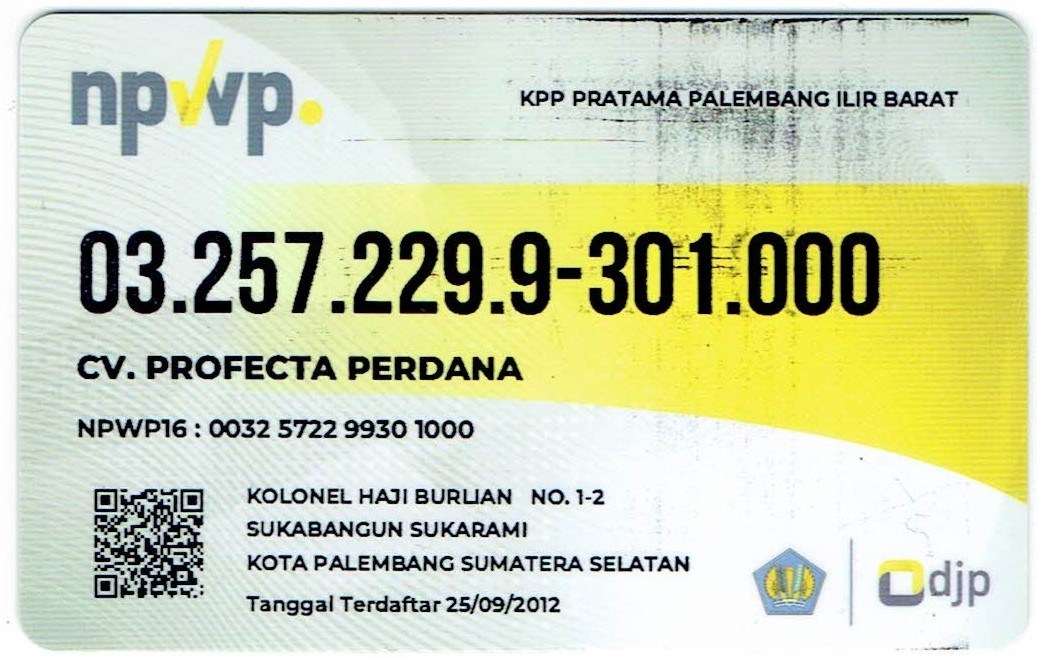 npwp.
KPP PRATAMA PALEMBANG ILIR BARAT
03.257.229.9-301.000
CV. PROFECTA PERDANA
NPWP16 : 0032 5722 9930 1000
KOLONEL HAJI BURLIAN NO. 1-2
SUKABANGUN SUKARAMI
KOTA PALEMBANG SUMATERA SELATAN
Tanggal Terdaftar 25/09/2012
djp